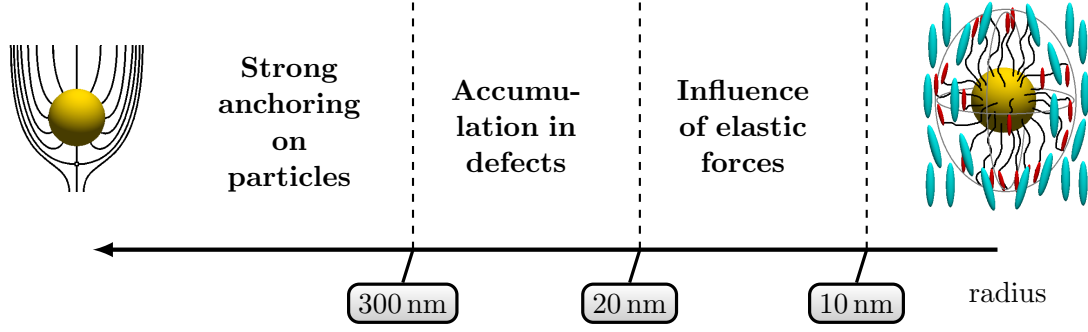 Strong
anchoring
on
particles
Accumu-
lation in
defects
Influence
of elastic
forces
300 nm
20 nm
10 nm
radius